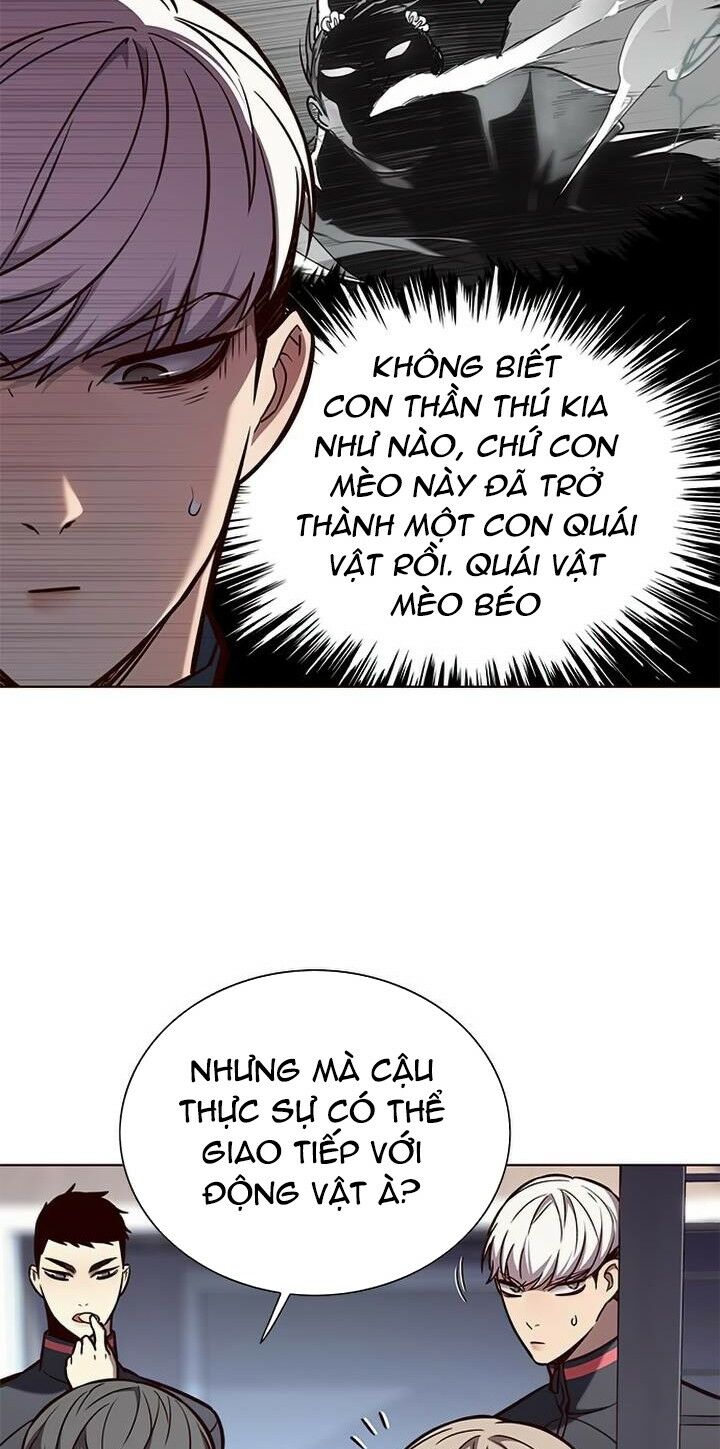 KHÔNG BIẾT
CON THẦN THÚ KIA
NHƯ NÀO, CHỨ CON
MÈO NÀY ĐÃ TRỞ
THÀNH MỘT CON QUÁI
VẬT RỒI. QUÁI VẬT
MÈO BÉO
NHƯNG MÀ CẬU
THỰC SỰ CÓ THỂ
GIAO TIẾP VỚI
ĐỘNG VẬT À?